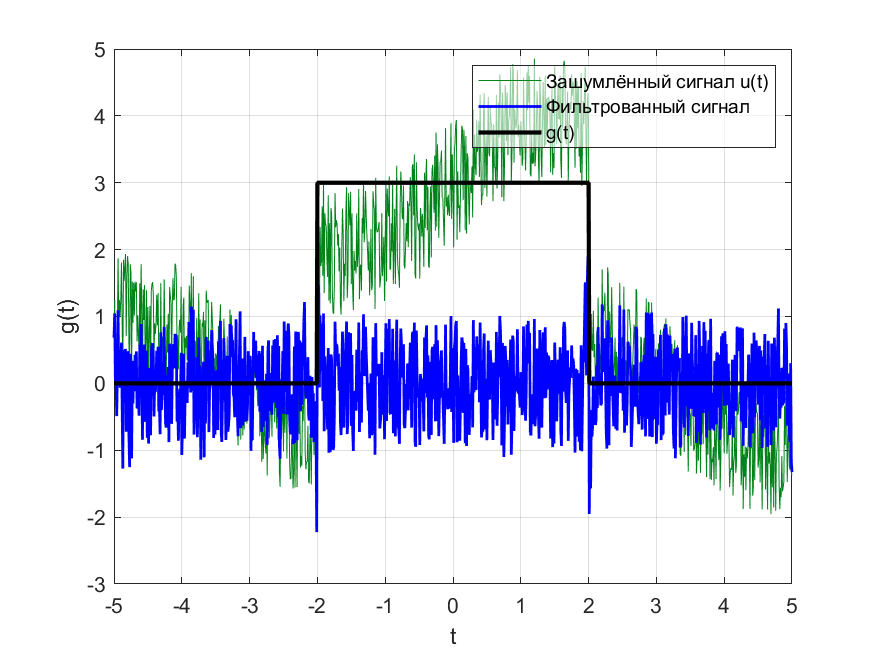 5
4
3
2
1
0
-1
-2
-3
g(t)
Зашумлённый сигнал u(t)
Фильтрованный сигнал
g(t)
-5 -4 -3 -2 -1 0 1 2 3 4 5
t